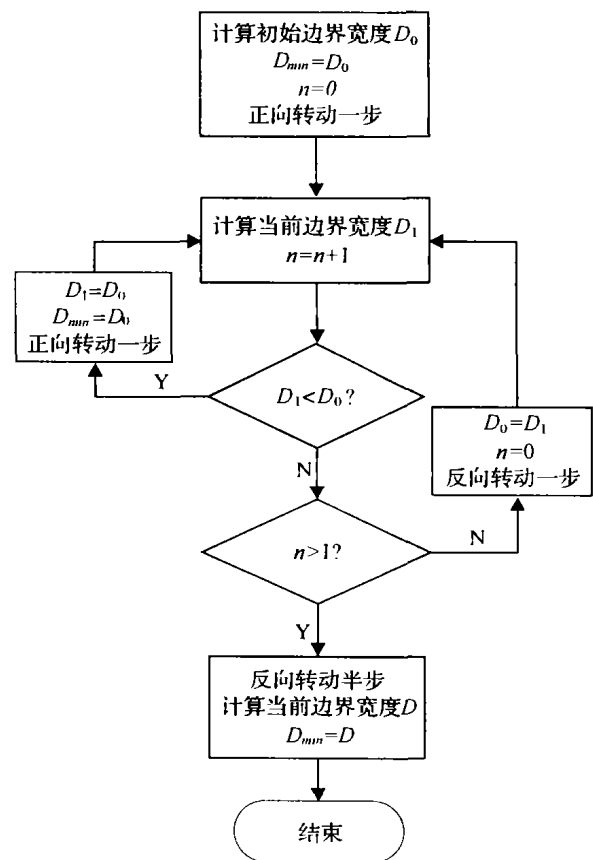 计算初始边界宽度D₀
Dmin=D₀
n=0
正向转动一步
计算当前边界宽度D₁
n=n+1
D₁=D₀
Dmin=D₀
正向转动一步
Y
D₁<D₀?
D₀=D₁
n=0
反向转动一步
N
n>1?
N
Y
反向转动半步
计算当前边界宽度D
Dmin=D
结束